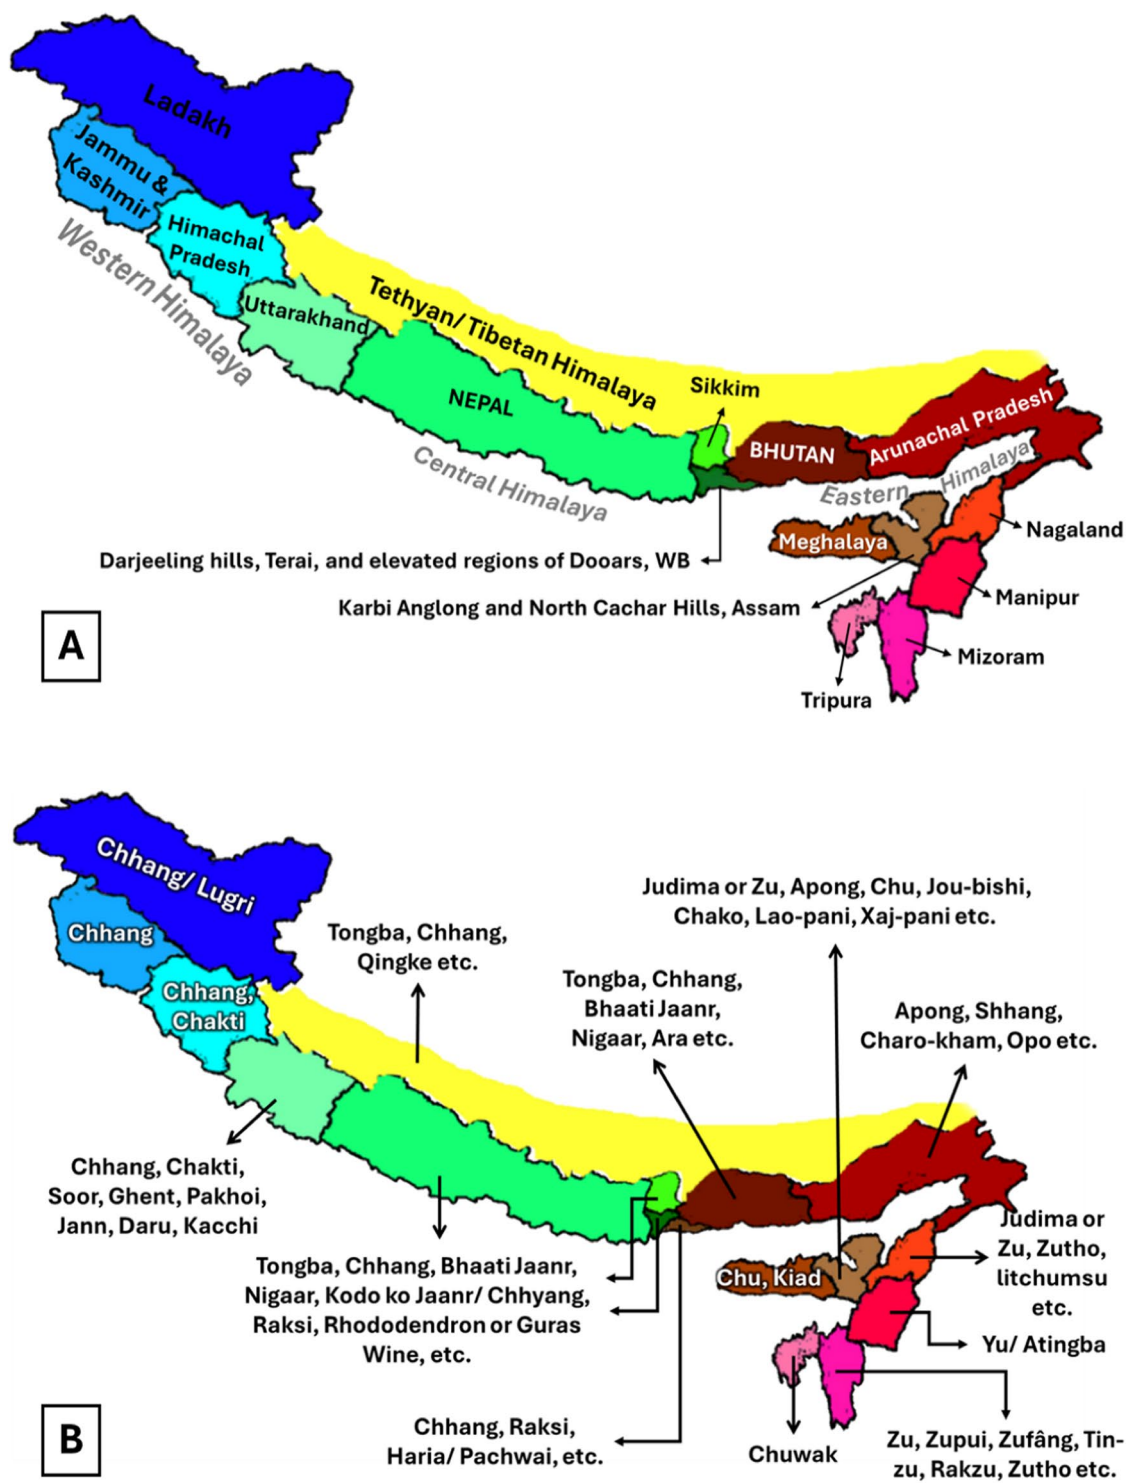 Ladakh
Jammu &
Kashmir
Himachal
Pradesh
Western Himalaya
Uttarakhand
Tethyan/ Tibetan Himalaya
NEPAL
Sikkim
Central Himalaya
BHUTAN
Arunachal Pradesh
Eastern Himalaya
Meghalaya
Nagaland
Darjeeling hills, Terai, and elevated regions of Dooars, WB
Karbi Anglong and North Cachar Hills, Assam
Manipur
Mizoram
Tripura
A
Chhang/ Lugri
Chhang
Chhang,
Chakti
Tongba, Chhang,
Qingke etc.
Judima or Zu, Apong, Chu, Jou-bishi,
Chako, Lao-pani, Xaj-pani etc.
Tongba, Chhang,
Bhaati Jaanr,
Nigaar, Ara etc.
Apong, Shhang,
Charo-kham, Opo etc.
Chhang, Chakti,
Soor, Ghent, Pakhoi,
Jann, Daru, Kacchi
Tongba, Chhang, Bhaati Jaanr,
Nigaar, Kodo ko Jaanr/ Chhyang,
Raksi, Rhododendron or Guras
Wine, etc.
Chu, Kiad
Judima or
Zu, Zutho,
litchumsu
etc.
Yu/ Atingba
Chhang, Raksi,
Haria/ Pachwai, etc.
Chuwak
Zu, Zupui, Zufâng, Tin-
zu, Rakzu, Zutho etc.
B